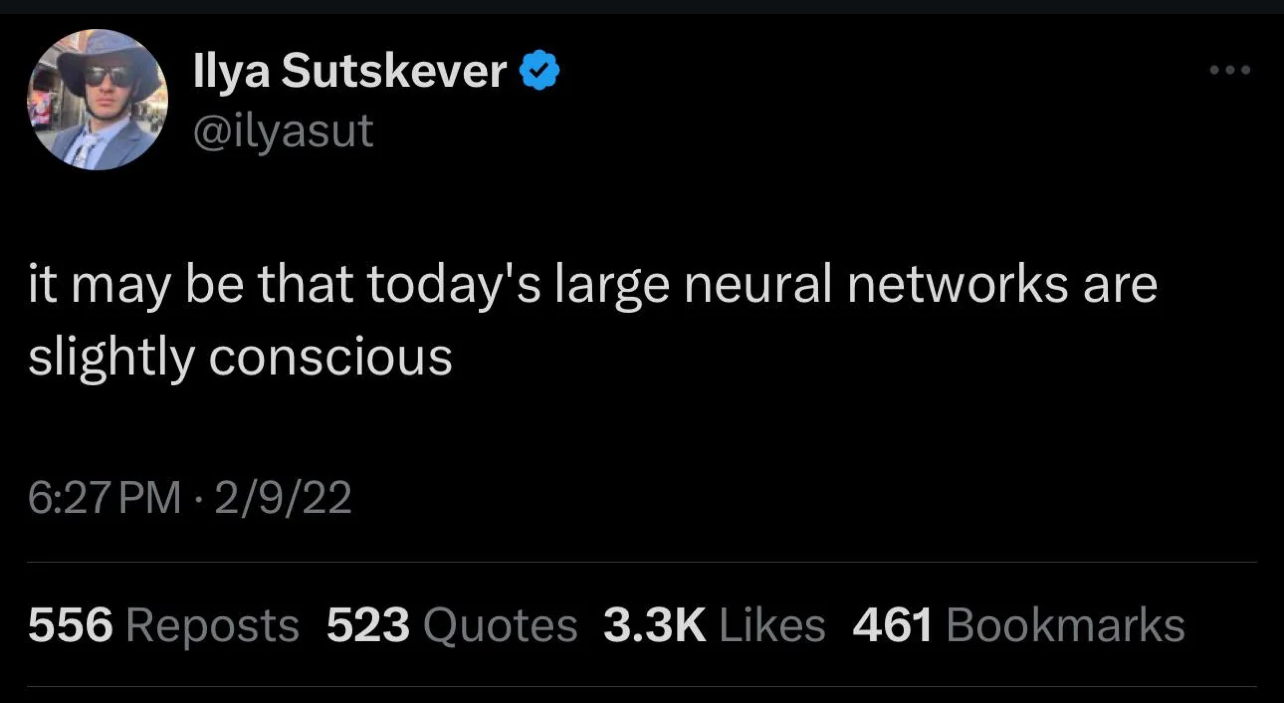 Ilya Sutskever
@ilyasut
it may be that today's large neural networks are
slightly conscious
6:27 PM · 2/9/22
556 Reposts 523 Quotes 3.3K Likes 461 Bookmarks